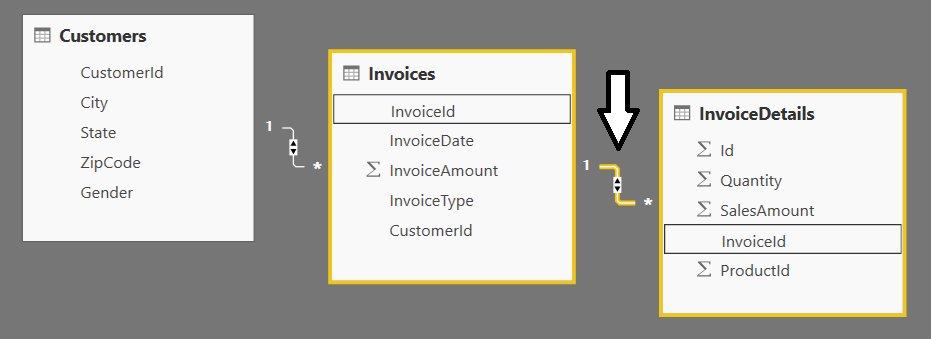 Customers
CustomerId
City
State
ZipCode
Gender
1
*
Invoices
InvoiceId
InvoiceDate
∑ InvoiceAmount
InvoiceType
CustomerId
1
*
InvoiceDetails
∑ Id
∑ Quantity
∑ SalesAmount
InvoiceId
∑ ProductId